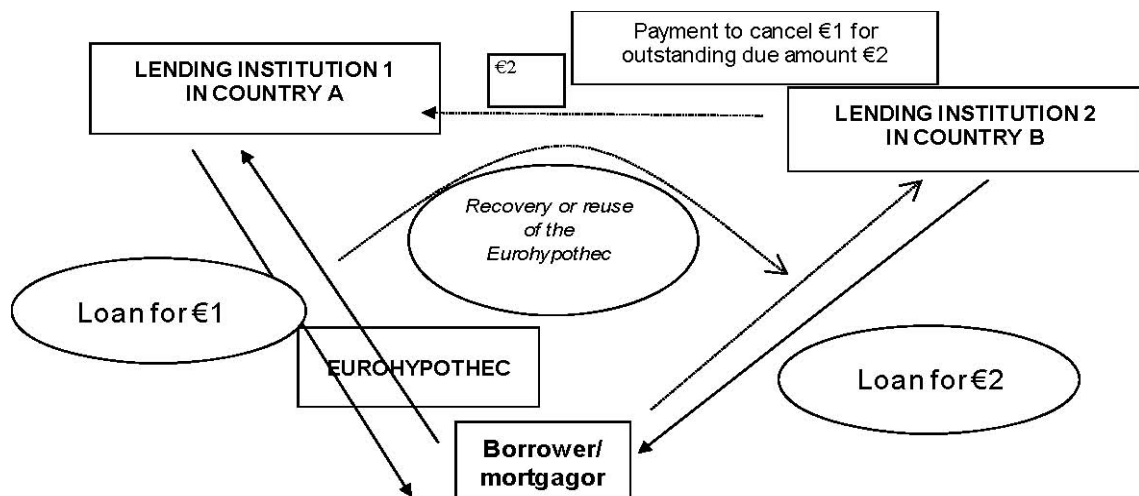 Payment to cancel €1 for
outstanding due amount €2
€2
LENDING INSTITUTION 1
IN COUNTRY A
LENDING INSTITUTION 2
IN COUNTRY B
Recovery or reuse
of the
Eurohypothec
Loan for €1
EUROHYPOTHEC
Loan for €2
Borrower/
mortgagor